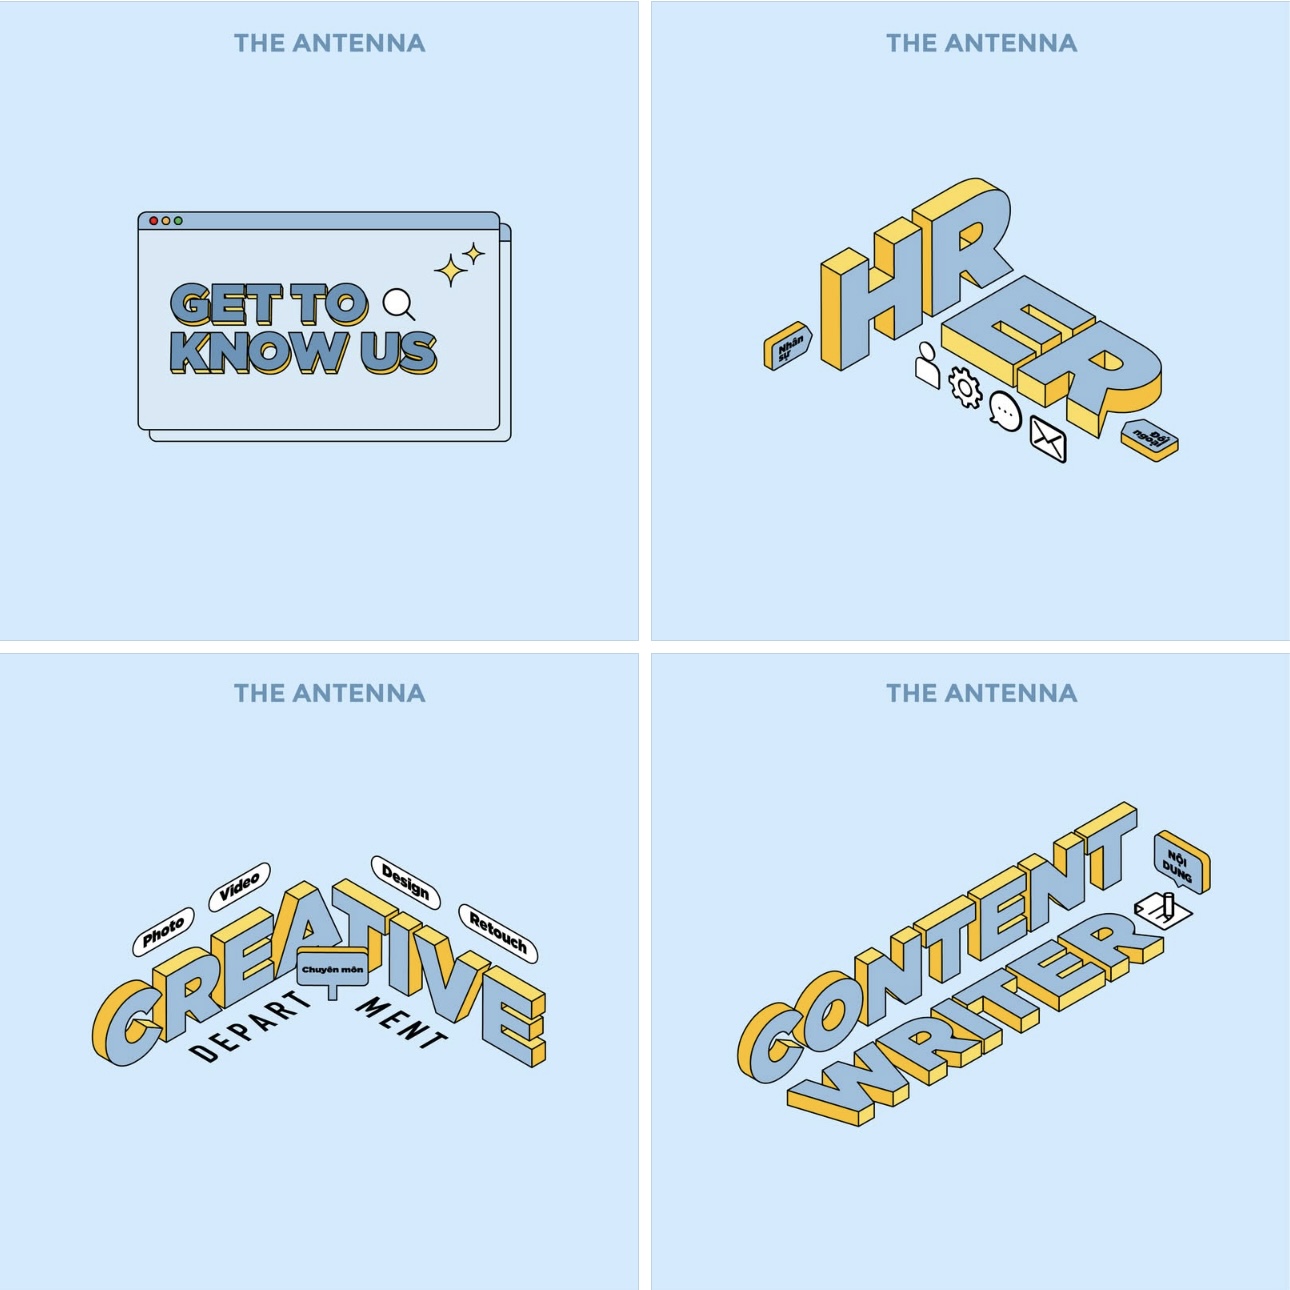 THE ANTENNA
GET TO
KNOW US
THE ANTENNA
HR
ER
Nhân
sự
Đối
ngoại
THE ANTENNA
Photo
Video
Design
Retouch
CREATIVE
Chuyên môn
DEPART
MENT
THE ANTENNA
CONTENT
WRITER
NỘI
DUNG